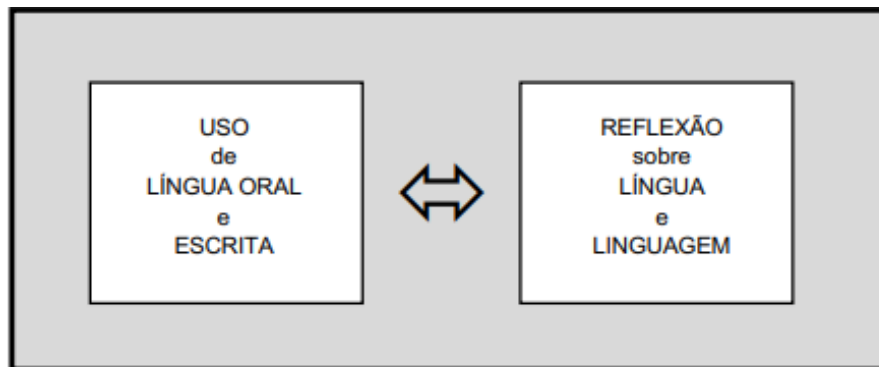 USO
de
LÍNGUA ORAL
e
ESCRITA
REFLEXÃO
sobre
LÍNGUA
e
LINGUAGEM